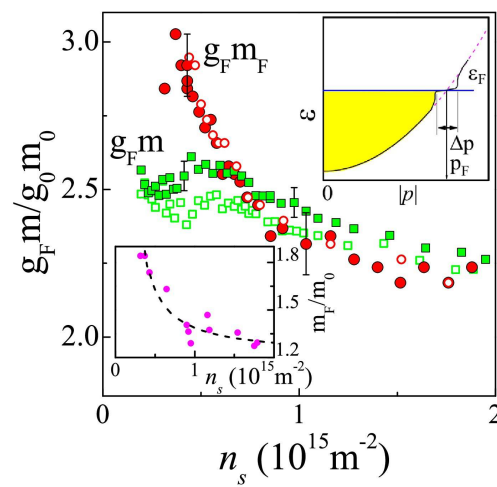 3.0
2.5
2.0
g_F m/g_0 m_0
g_F m_F
g_F m
ε
ε_F
Δp
p_F
0
|p|
1.8
1.5
1.2
m_F/m_0
0
1
n_s (10^15 m^-2)
0
1
2
n_s (10^15 m^-2)